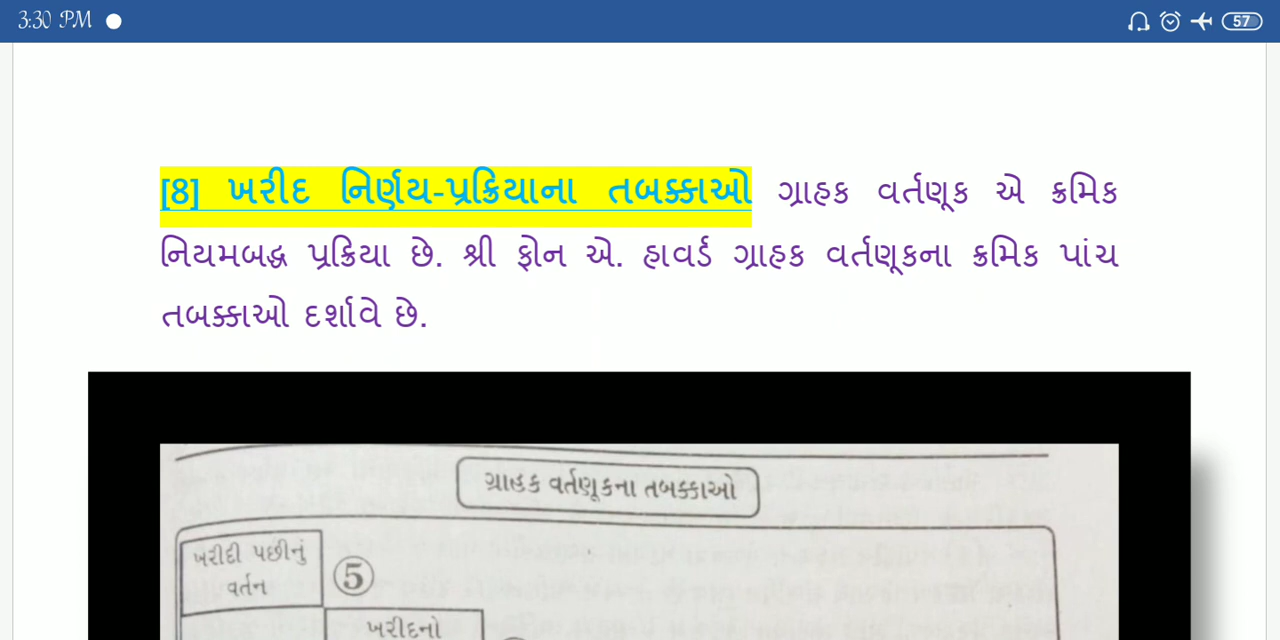 3:30 PM
57
[8] ખરીદ નિર્ણય-પ્રક્રિયાના તબક્કાઓ ગ્રાહક વર્તણૂક એ ક્રમિક
નિયમબદ્ધ પ્રક્રિયા છે. શ્રી ફોન એ. હાવર્ડ ગ્રાહક વર્તણૂકના ક્રમિક પાંચ
તબક્કાઓ દર્શાવે છે.
ગ્રાહક વર્તણૂકના તબક્કાઓ
ખરીદી પછીનું
વર્તન
5
ખરીદનો